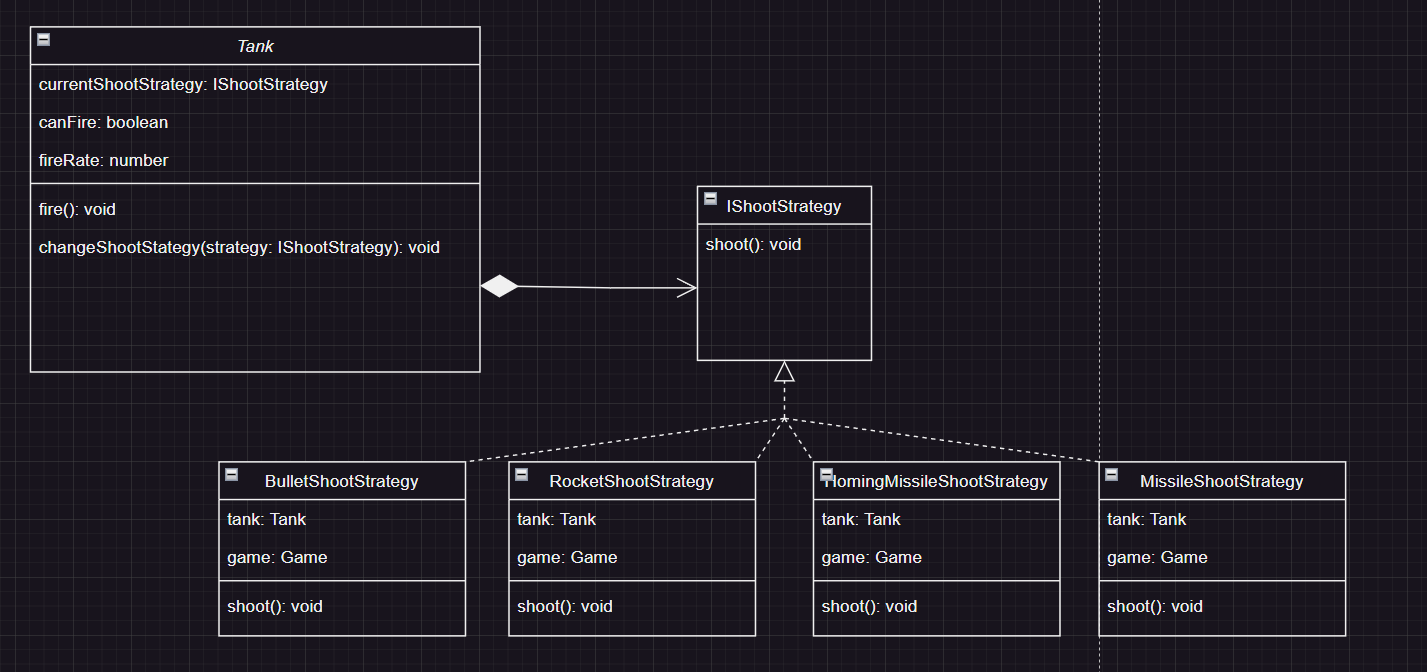 Tank
currentShootStrategy: IShootStrategy
canFire: boolean
fireRate: number
fire(): void
changeShootStategy(strategy: IShootStrategy): void
IShootStrategy
shoot(): void
BulletShootStrategy
tank: Tank
game: Game
shoot(): void
RocketShootStrategy
tank: Tank
game: Game
shoot(): void
HomingMissileShootStrategy
tank: Tank
game: Game
shoot(): void
MissileShootStrategy
tank: Tank
game: Game
shoot(): void